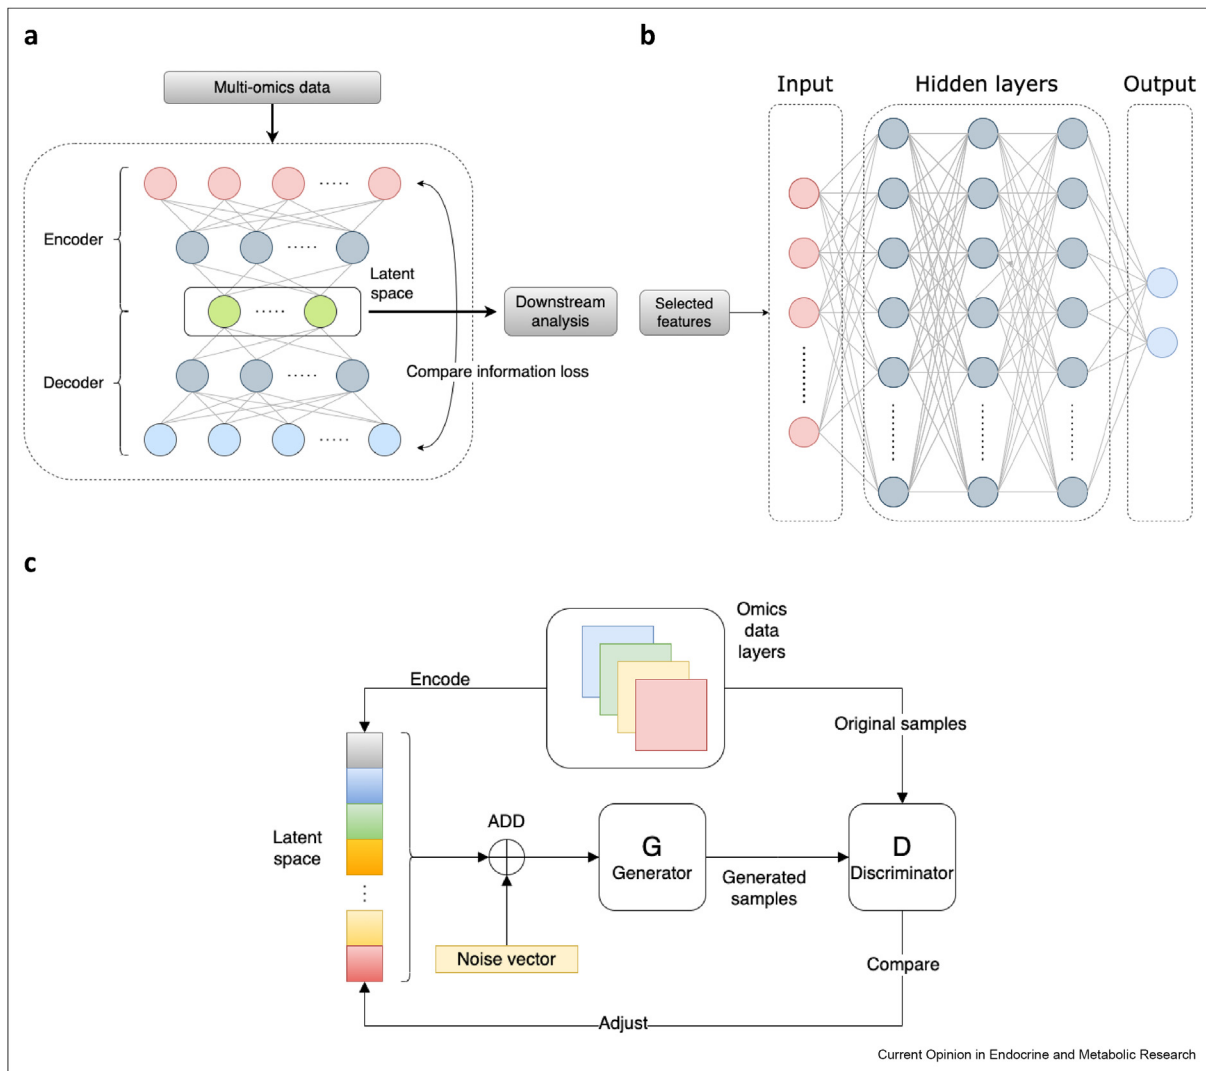 a
Multi-omics data
Encoder
Latent
space
Downstream
analysis
Decoder
Compare information loss
b
Input
Hidden layers
Output
Selected
features
c
Omics
data
layers
Encode
Original samples
Latent
space
ADD
G
Generator
Generated
samples
D
Discriminator
Noise vector
Compare
Adjust
Current Opinion in Endocrine and Metabolic Research